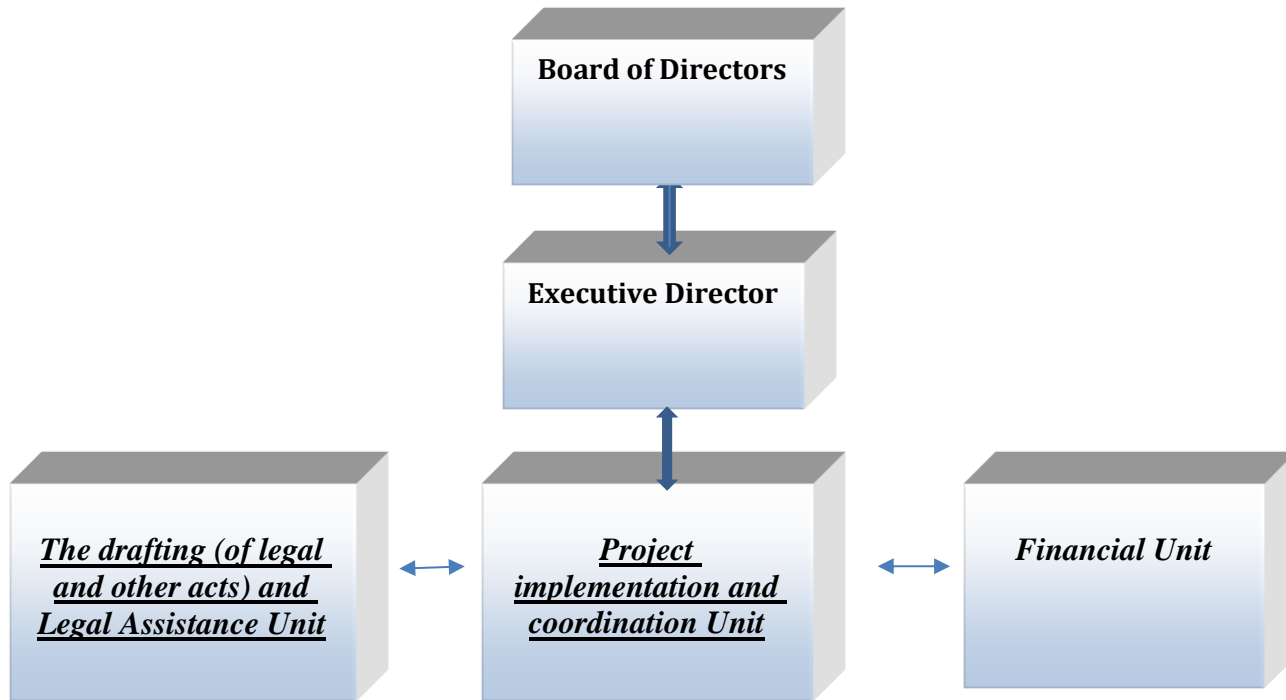 Board of Directors
Executive Director
The drafting (of legal
and other acts) and
Legal Assistance Unit
Project
implementation and
coordination Unit
Financial Unit